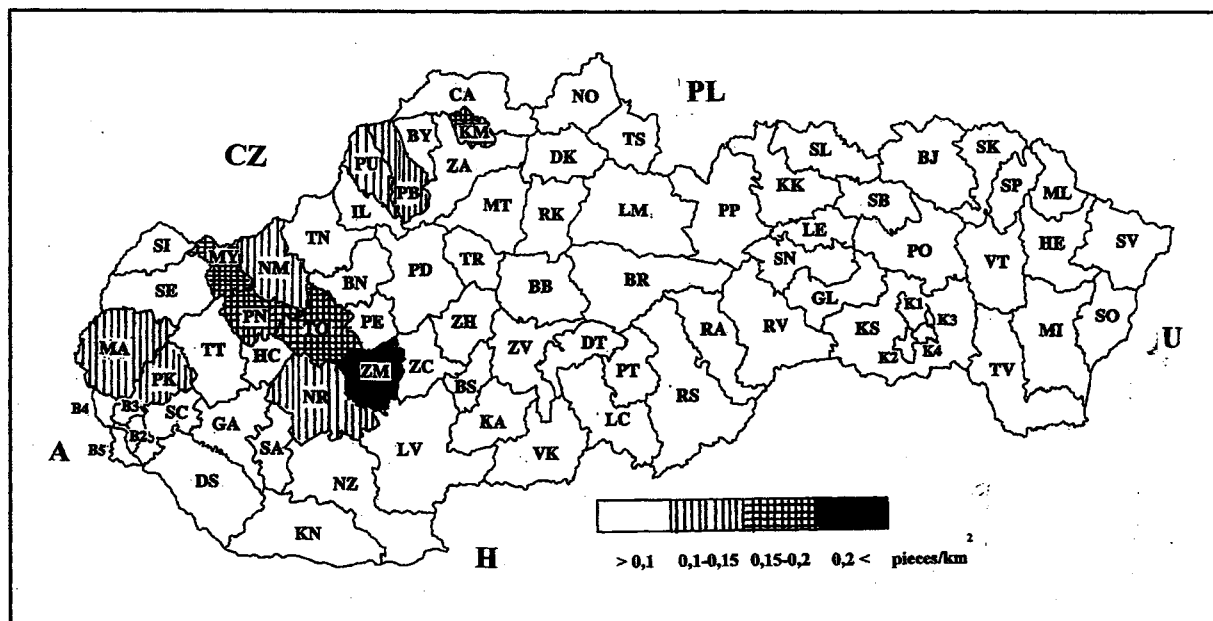 CA NO PL
CZ BY KM TS SL SK
PU ZA DK BJ
PB KK SP ML
IL MT RK LM PP SB
SI TN LE HE SV
MY NM PD TR SN PO VT
SE BN BB BR
PN TO PE ZH GL K1
MA TT HC ZV RA RV KS K3 MI SO U
PK ZM ZC DT K2 K4
NR BS PT TV
B4 B3 SC GA KA LC RS
A B5 B2 SA LV VK
DS NZ
KN H
> 0,1 0,1-0,15 0,15-0,2 0,2 < pieces/km²